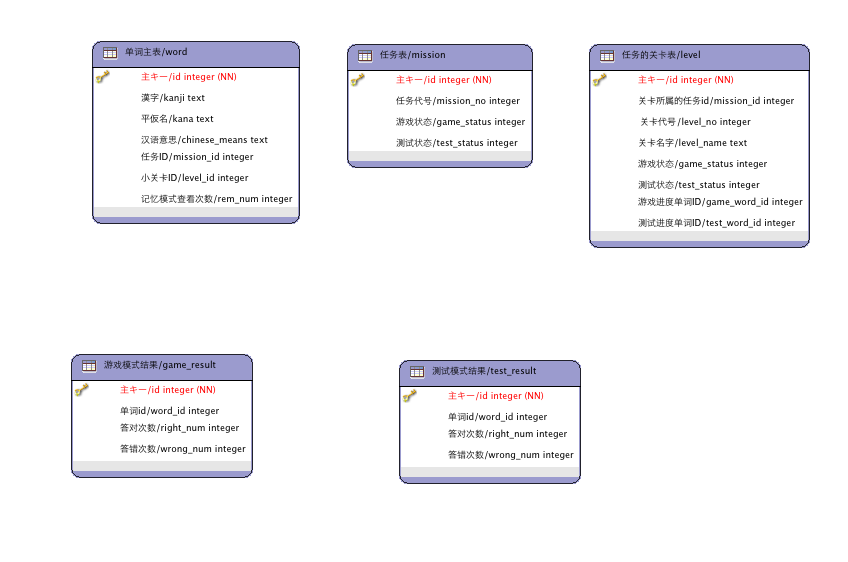 单词主表/word
主キー/id integer (NN)
漢字/kanji text
平仮名/kana text
汉语意思/chinese_means text
任务ID/mission_id integer
小关卡ID/level_id integer
记忆模式查看次数/rem_num integer
任务表/mission
主キー/id integer (NN)
任务代号/mission_no integer
游戏状态/game_status integer
测试状态/test_status integer
任务的关卡表/level
主キー/id integer (NN)
关卡所属的任务id/mission_id integer
关卡代号/level_no integer
关卡名字/level_name text
游戏状态/game_status integer
测试状态/test_status integer
游戏进度单词ID/game_word_id integer
测试进度单词ID/test_word_id integer
游戏模式结果/game_result
主キー/id integer (NN)
单词id/word_id integer
答对次数/right_num integer
答错次数/wrong_num integer
测试模式结果/test_result
主キー/id integer (NN)
单词id/word_id integer
答对次数/right_num integer
答错次数/wrong_num integer